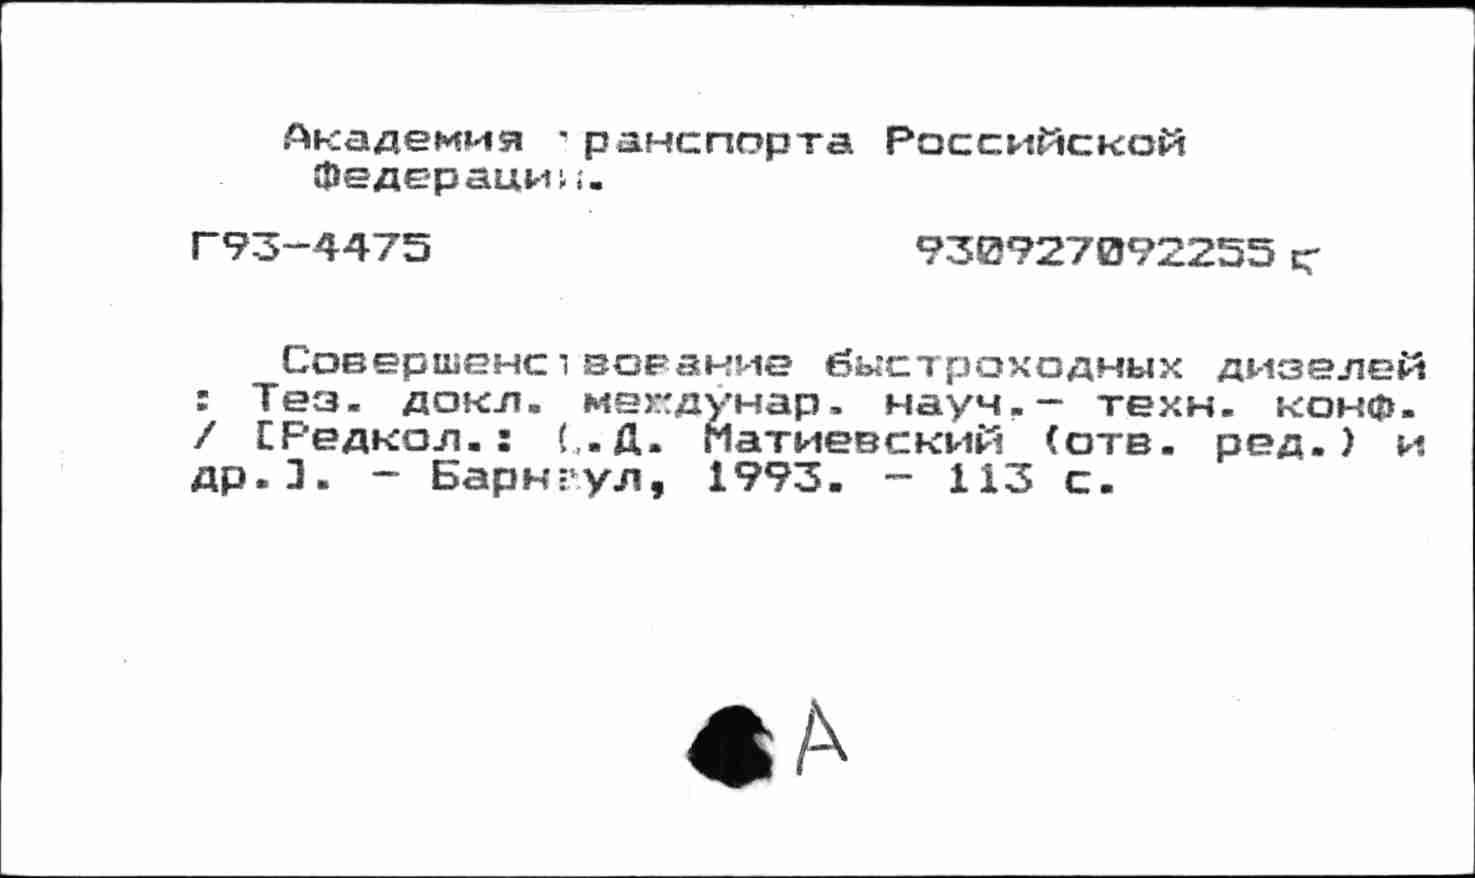 Академия транспорта Российской
Федерации.
Г93-4475 930927092255
Совершенствование быстроходных дизелей
: Тез. докл. междунар. науч.- техн. конф.
/ [Редкол.: Матиевский (отв. ред.) и
др.]. - Барнаул, 1993. - 113 с.
А